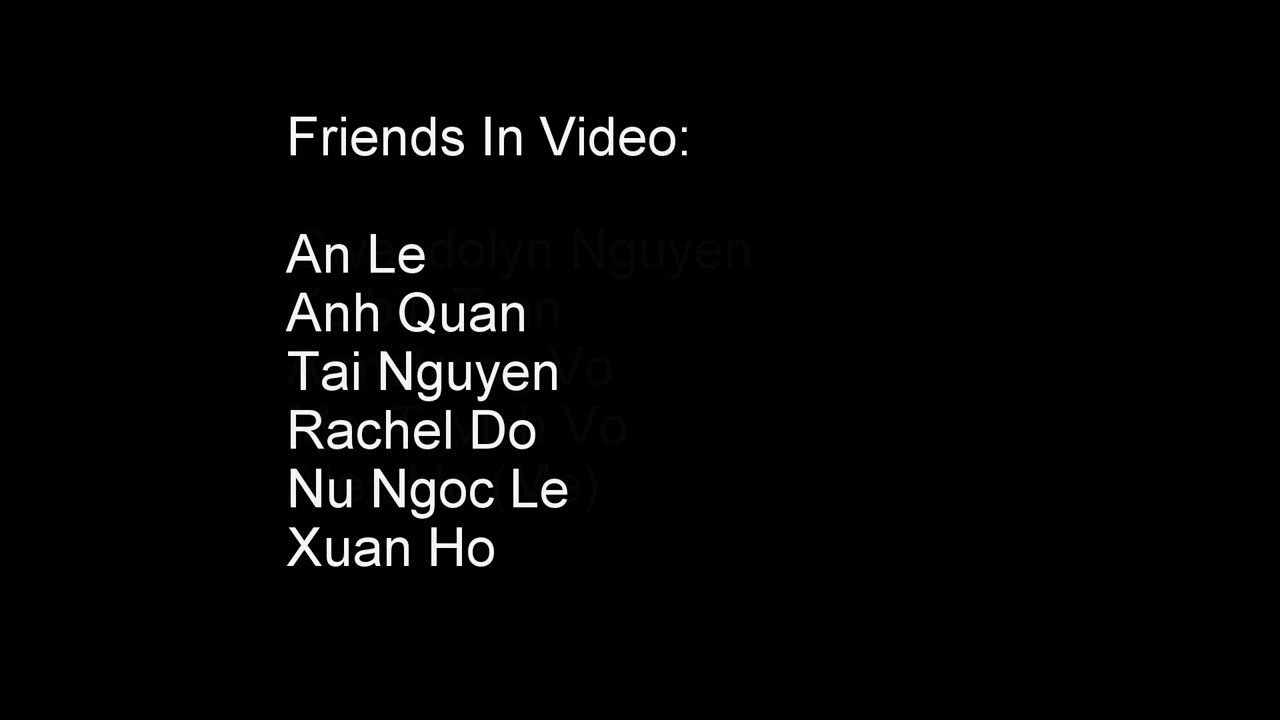 Friends In Video:
An Le
Anh Quan
Tai Nguyen
Rachel Do
Nu Ngoc Le
Xuan Ho